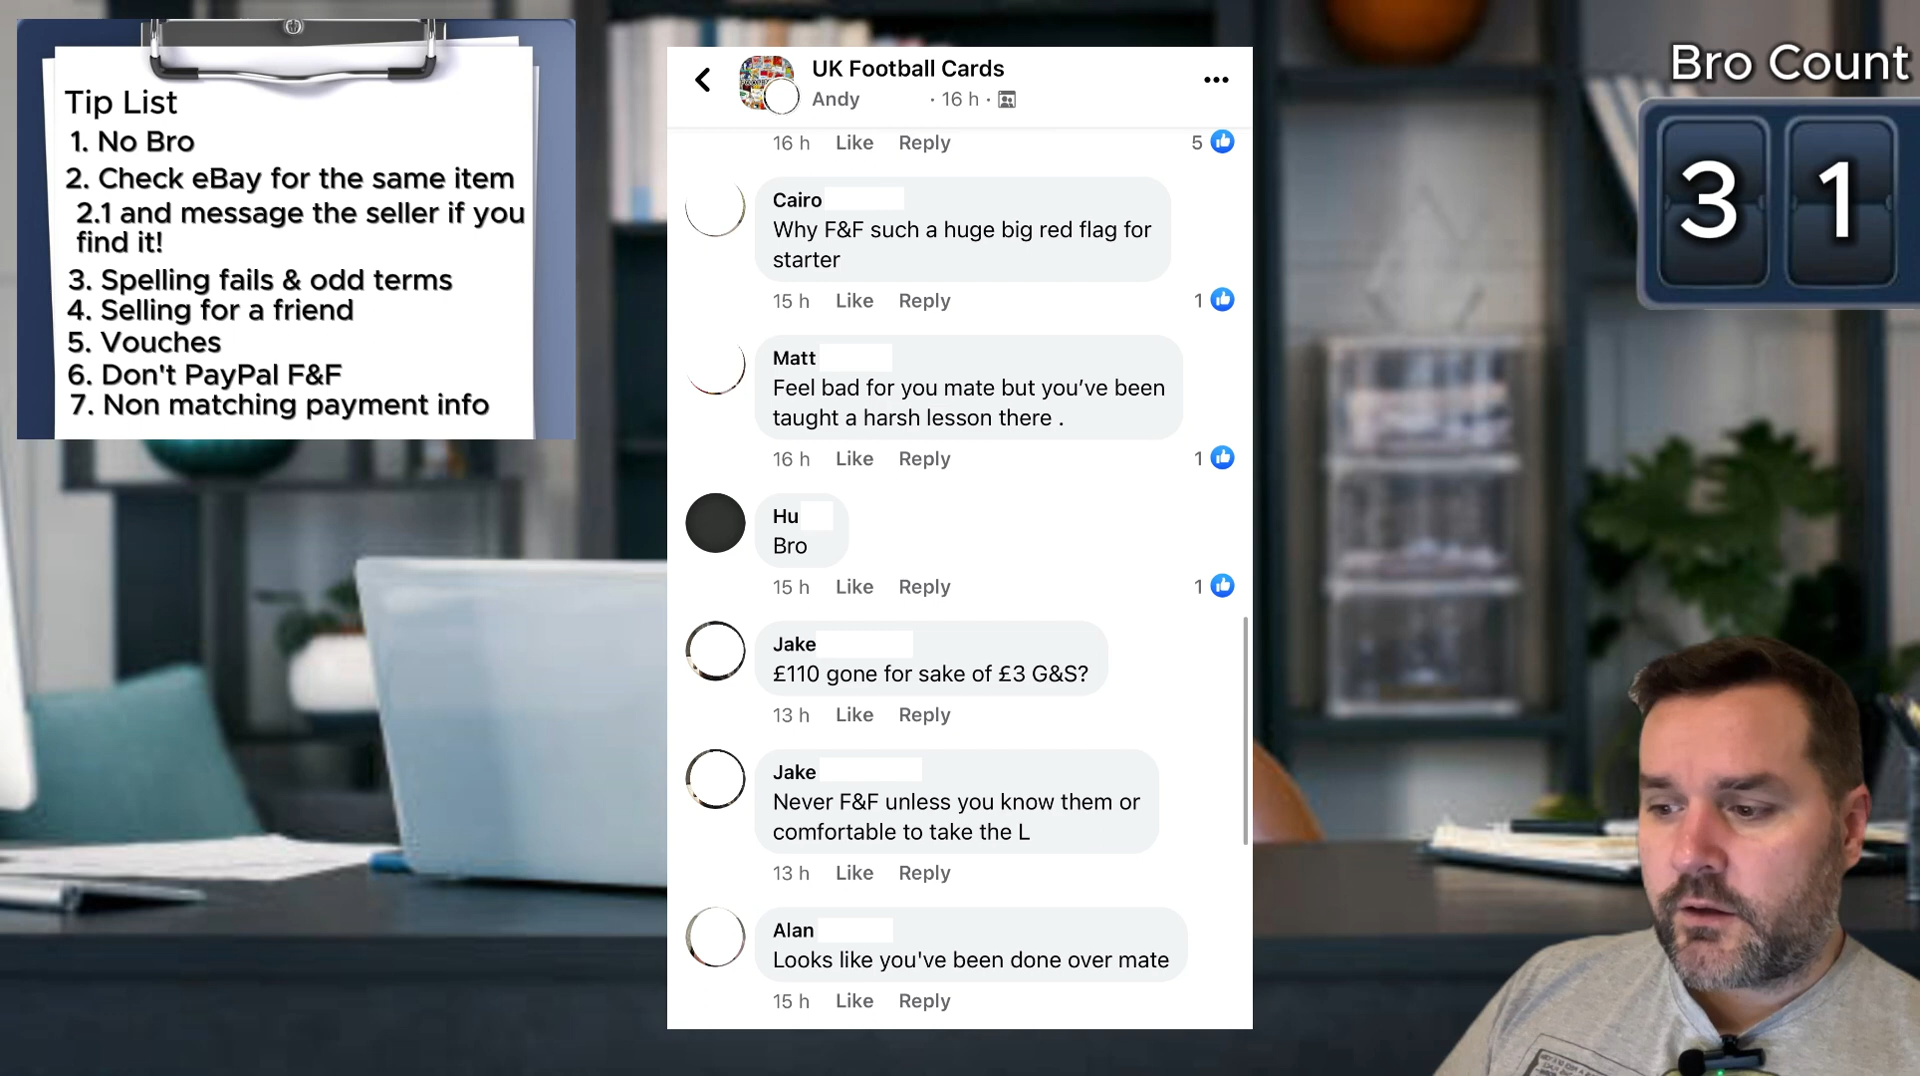 Tip List
1. No Bro
2. Check eBay for the same item
2.1 and message the seller if you
find it!
3. Spelling fails & odd terms
4. Selling for a friend
5. Vouches
6. Don't PayPal F&F
7. Non matching payment info
UK Football Cards
Andy · 16 h ·
16 h Like Reply 5
Cairo
Why F&F such a huge big red flag for
starter
15 h Like Reply 1
Matt
Feel bad for you mate but you’ve been
taught a harsh lesson there .
16 h Like Reply 1
Hu
Bro
15 h Like Reply 1
Jake
£110 gone for sake of £3 G&S?
13 h Like Reply
Jake
Never F&F unless you know them or
comfortable to take the L
13 h Like Reply
Alan
Looks like you've been done over mate
15 h Like Reply
Bro Count
31